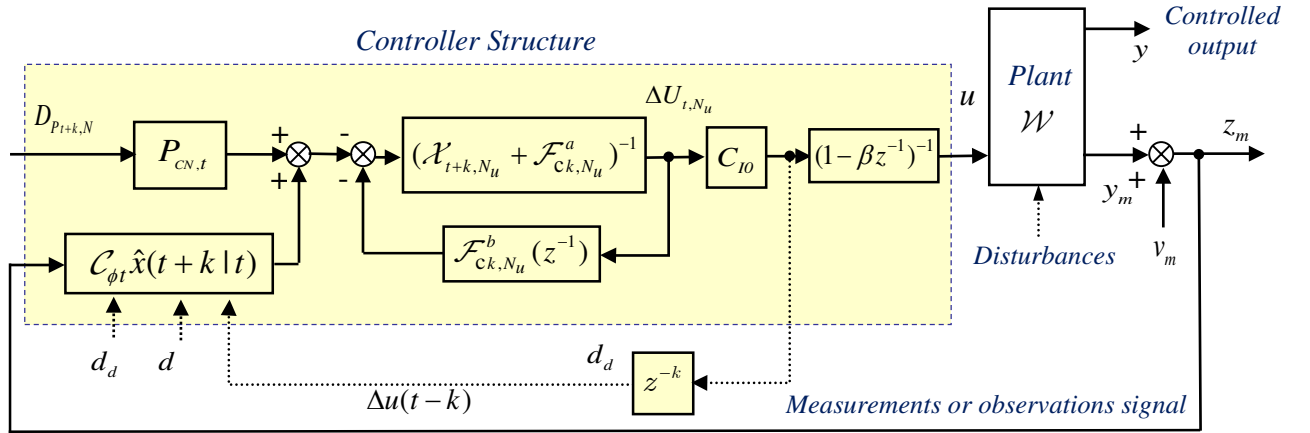 Controller Structure
Controlled
output
y
D_{P_{t+k,N}}
P_{CN,t}
+
+
-
-
(𝒳_{t+k,N_u} + ℱ^a_{ck,N_u})^{-1}
ΔU_{t,N_u}
C_{I0}
(1 - βz^{-1})^{-1}
u
Plant
𝒲
+
+
y_m
z_m
v_m
𝒞_{ϕt} x̂(t + k | t)
ℱ^b_{ck,N_u}(z^{-1})
Disturbances
d_d
d
d_d
z^{-k}
Δu(t - k)
Measurements or observations signal